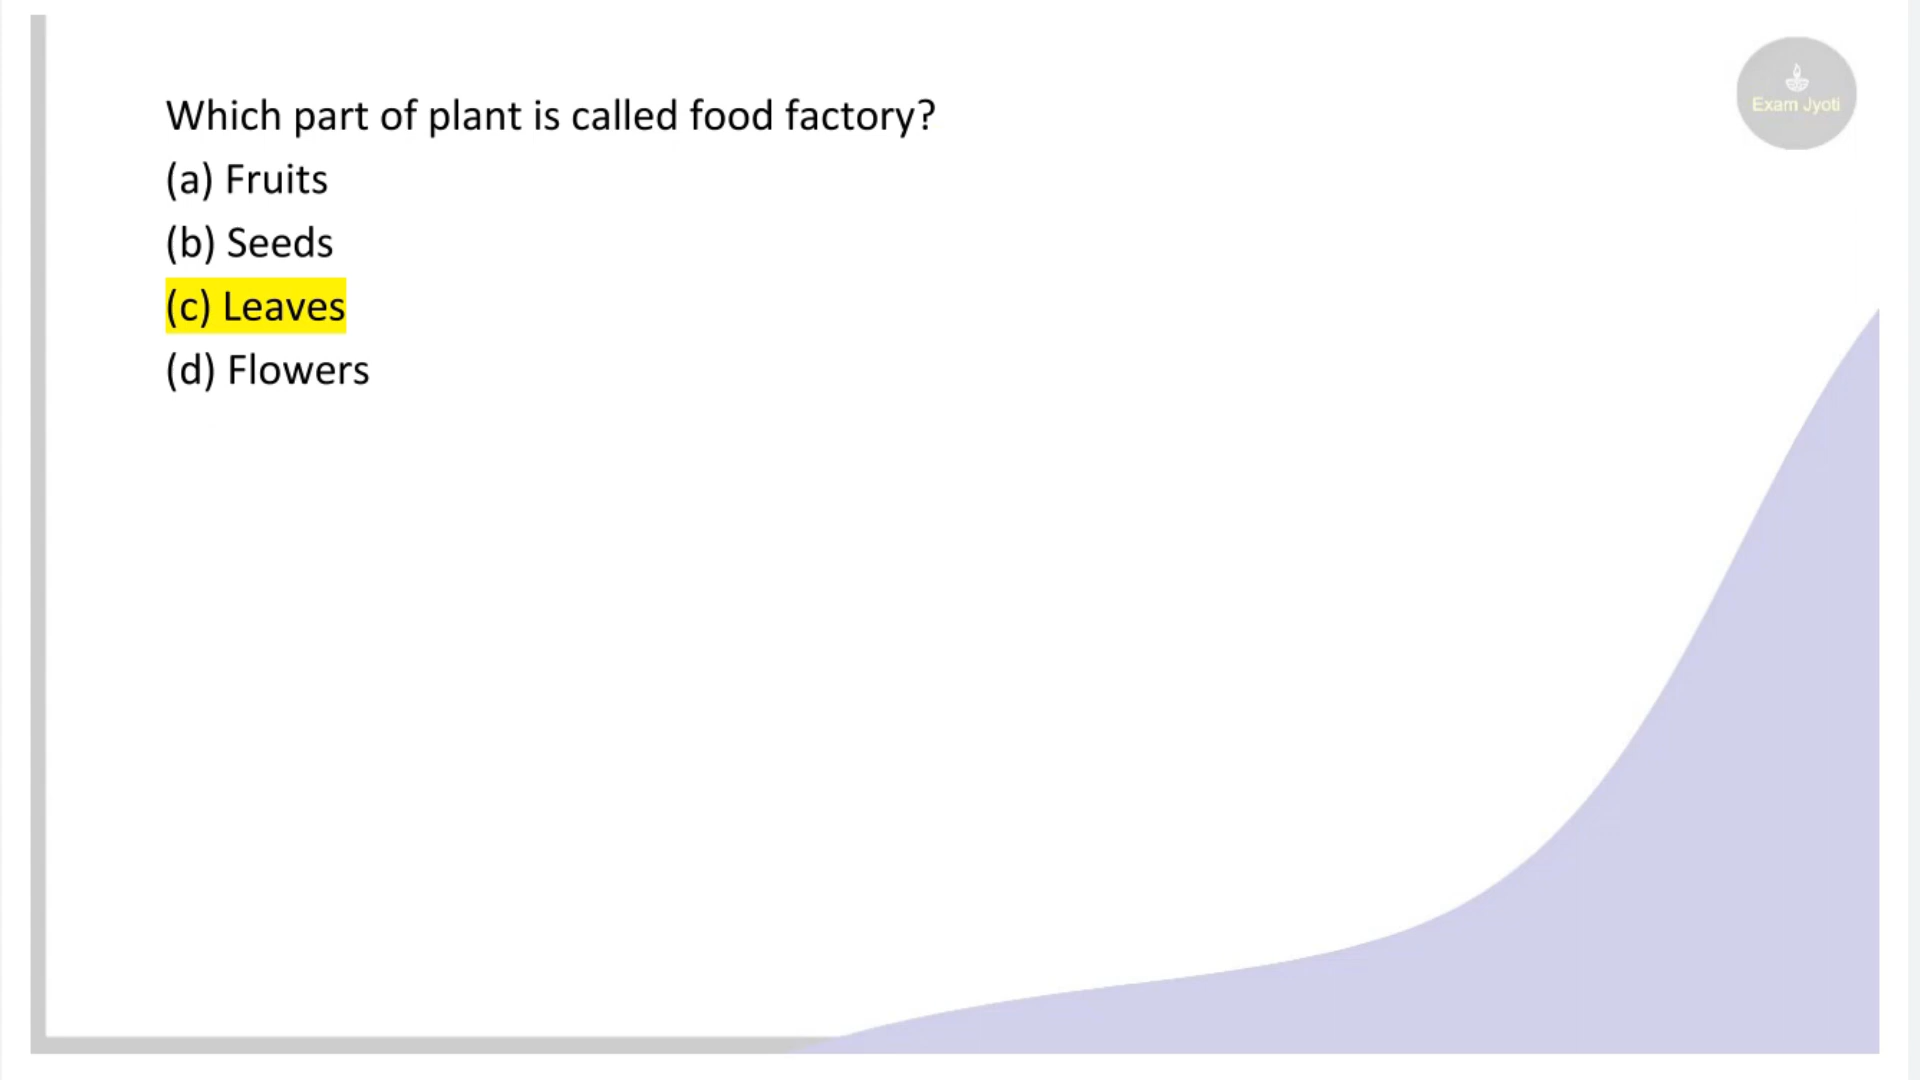 Exam Jyoti
Which part of plant is called food factory?
(a) Fruits
(b) Seeds
(c) Leaves
(d) Flowers